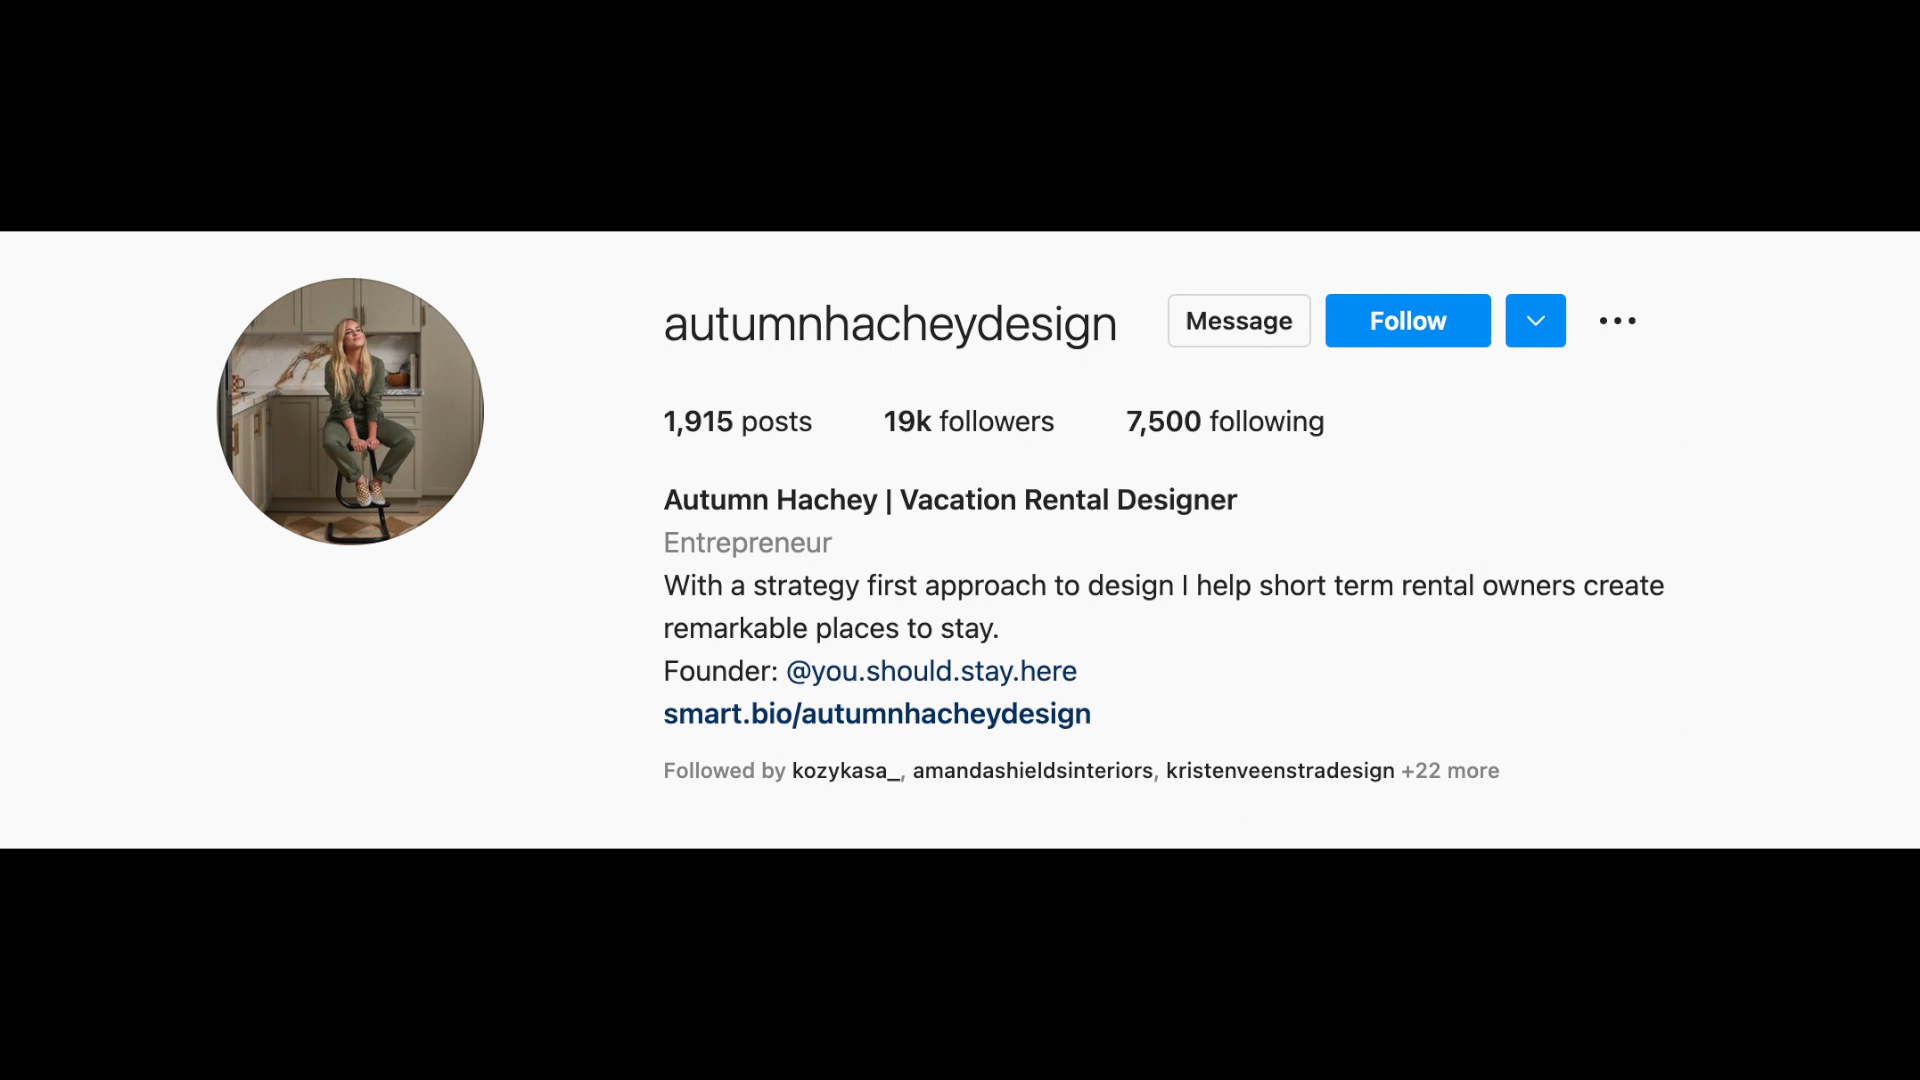 autumnhacheydesign Message Follow
1,915 posts 19k followers 7,500 following
Autumn Hachey | Vacation Rental Designer
Entrepreneur
With a strategy first approach to design I help short term rental owners create
remarkable places to stay.
Founder: @you.should.stay.here
smart.bio/autumnhacheydesign
Followed by kozykasa_, amandashieldsinteriors, kristenveenstradesign +22 more